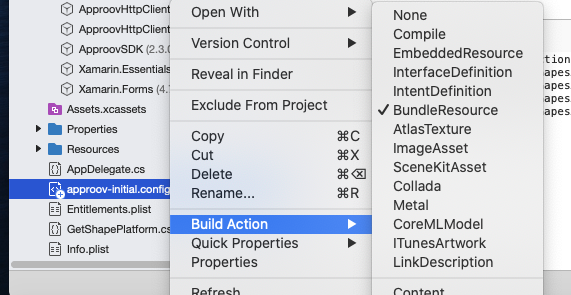 ApproovHttpClient
ApproovHttpClient
ApproovSDK (2.3.0
Xamarin.Essentials
Xamarin.Forms (4.7
Assets.xcassets
Properties
Resources
AppDelegate.cs
approov-initial.config
Entitlements.plist
GetShapePlatform.cs
Info.plist
Open With
Version Control
Reveal in Finder
Exclude From Project
Copy ⌘C
Cut ⌘X
Delete ⌘⌫
Rename... ⌘R
Build Action
Quick Properties
Properties
Refresh
None
Compile
EmbeddedResource
InterfaceDefinition
IntentDefinition
BundleResource
AtlasTexture
ImageAsset
SceneKitAsset
Collada
Metal
CoreMLModel
ITunesArtwork
LinkDescription
Content
ction
apes
apes
apes
apes